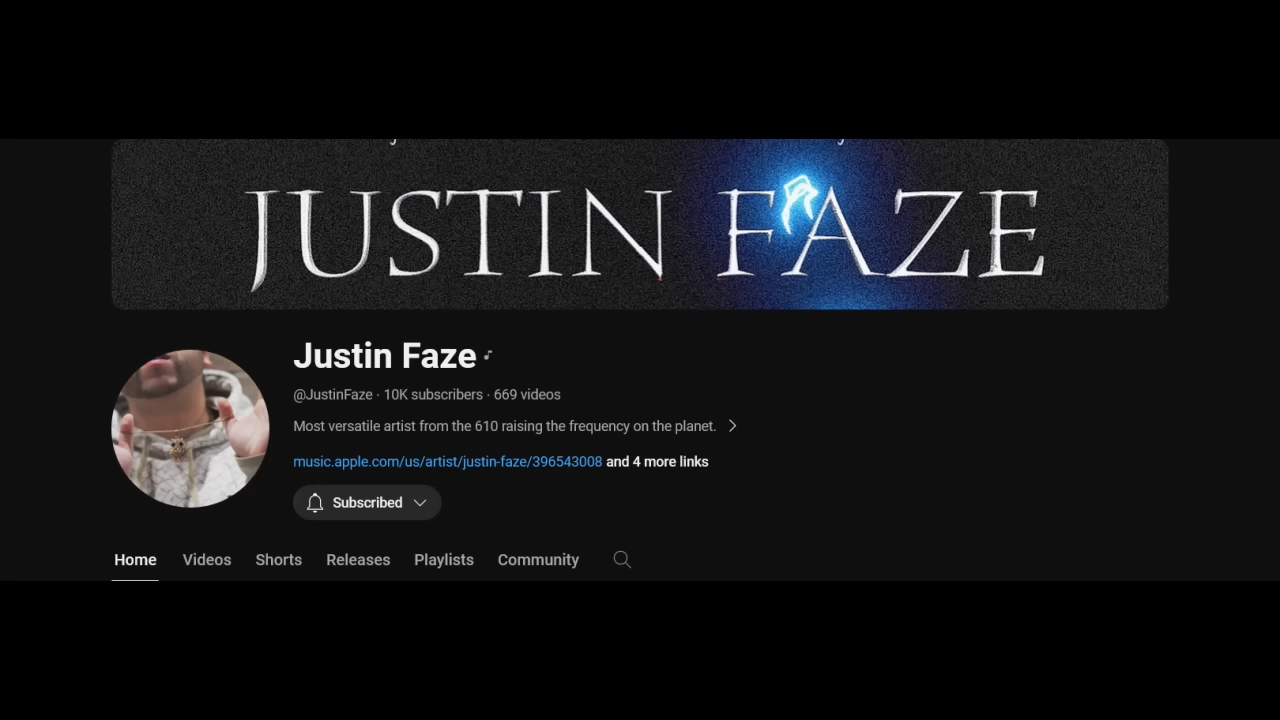 JUSTIN FAZE
Justin Faze
@JustinFaze · 10K subscribers · 669 videos
Most versatile artist from the 610 raising the frequency on the planet.
music.apple.com/us/artist/justin-faze/396543008 and 4 more links
Subscribed
Home Videos Shorts Releases Playlists Community